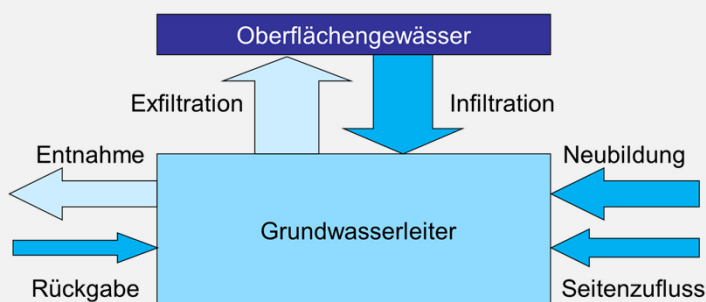 Oberflächengewässer
Exfiltration
Infiltration
Entnahme
Neubildung
Grundwasserleiter
Rückgabe
Seitenzufluss